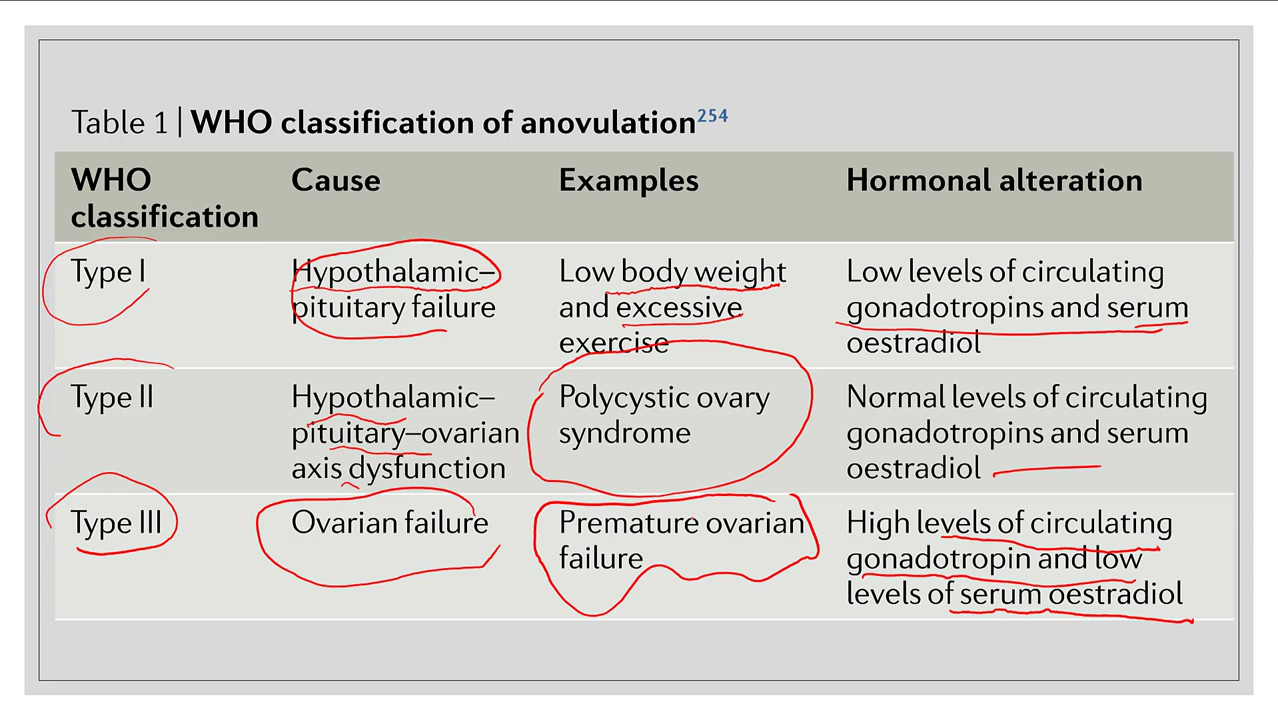 Table 1 | WHO classification of anovulation254
WHO classification Cause Examples Hormonal alteration
Type I Hypothalamic–pituitary failure Low body weight and excessive exercise Low levels of circulating gonadotropins and serum oestradiol
Type II Hypothalamic–pituitary–ovarian axis dysfunction Polycystic ovary syndrome Normal levels of circulating gonadotropins and serum oestradiol
Type III Ovarian failure Premature ovarian failure High levels of circulating gonadotropin and low levels of serum oestradiol